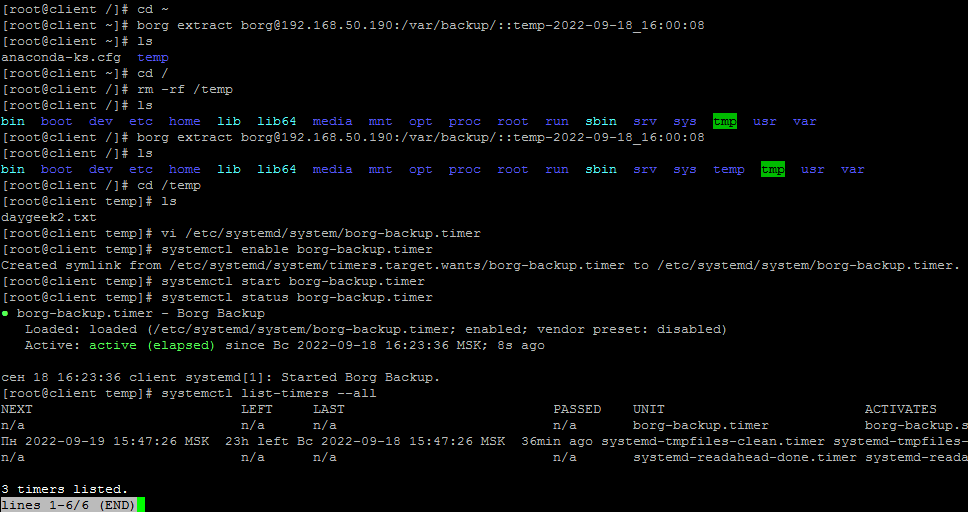 [root@client /]# cd ~
[root@client ~]# borg extract borg@192.168.50.190:/var/backup/::temp-2022-09-18_16:00:08
[root@client ~]# ls
anaconda-ks.cfg  temp
[root@client ~]# cd /
[root@client /]# rm -rf /temp
[root@client /]# ls
bin  boot  dev  etc  home  lib  lib64  media  mnt  opt  proc  root  run  sbin  srv  sys  tmp  usr  var
[root@client /]# borg extract borg@192.168.50.190:/var/backup/::temp-2022-09-18_16:00:08
[root@client /]# ls
bin  boot  dev  etc  home  lib  lib64  media  mnt  opt  proc  root  run  sbin  srv  sys  temp  tmp  usr  var
[root@client /]# cd /temp
[root@client temp]# ls
daygeek2.txt
[root@client temp]# vi /etc/systemd/system/borg-backup.timer
[root@client temp]# systemctl enable borg-backup.timer
Created symlink from /etc/systemd/system/timers.target.wants/borg-backup.timer to /etc/systemd/system/borg-backup.timer.
[root@client temp]# systemctl start borg-backup.timer
[root@client temp]# systemctl status borg-backup.timer
● borg-backup.timer - Borg Backup
   Loaded: loaded (/etc/systemd/system/borg-backup.timer; enabled; vendor preset: disabled)
   Active: active (elapsed) since Вс 2022-09-18 16:23:36 MSK; 8s ago
сен 18 16:23:36 client systemd[1]: Started Borg Backup.
[root@client temp]# systemctl list-timers --all
NEXT                          LEFT     LAST                          PASSED    UNIT                         ACTIVATES
n/a                           n/a      n/a                           n/a       borg-backup.timer            borg-backup.s
Пн 2022-09-19 15:47:26 MSK  23h left Вс 2022-09-18 15:47:26 MSK  36min ago systemd-tmpfiles-clean.timer systemd-tmpfiles-
n/a                           n/a      n/a                           n/a       systemd-readahead-done.timer systemd-reada
3 timers listed.
lines 1-6/6 (END)